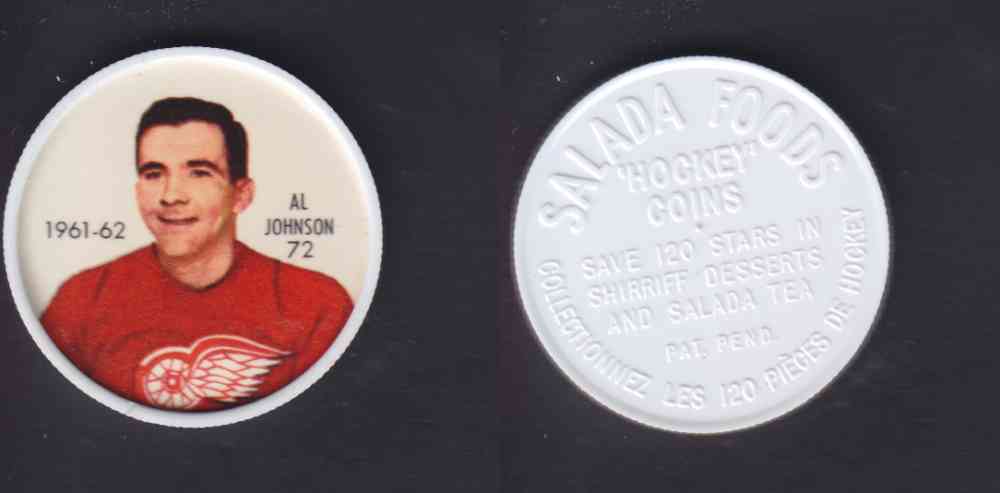 1961-62
AL
JOHNSON
72
SALADA FOODS
'HOCKEY'
COINS
SAVE 120 STARS IN
SHIRRIFF DESSERTS
AND SALADA TEA
PAT. PEND.
COLLECTIONNEZ LES 120 PIÈGES DE HOCKEY